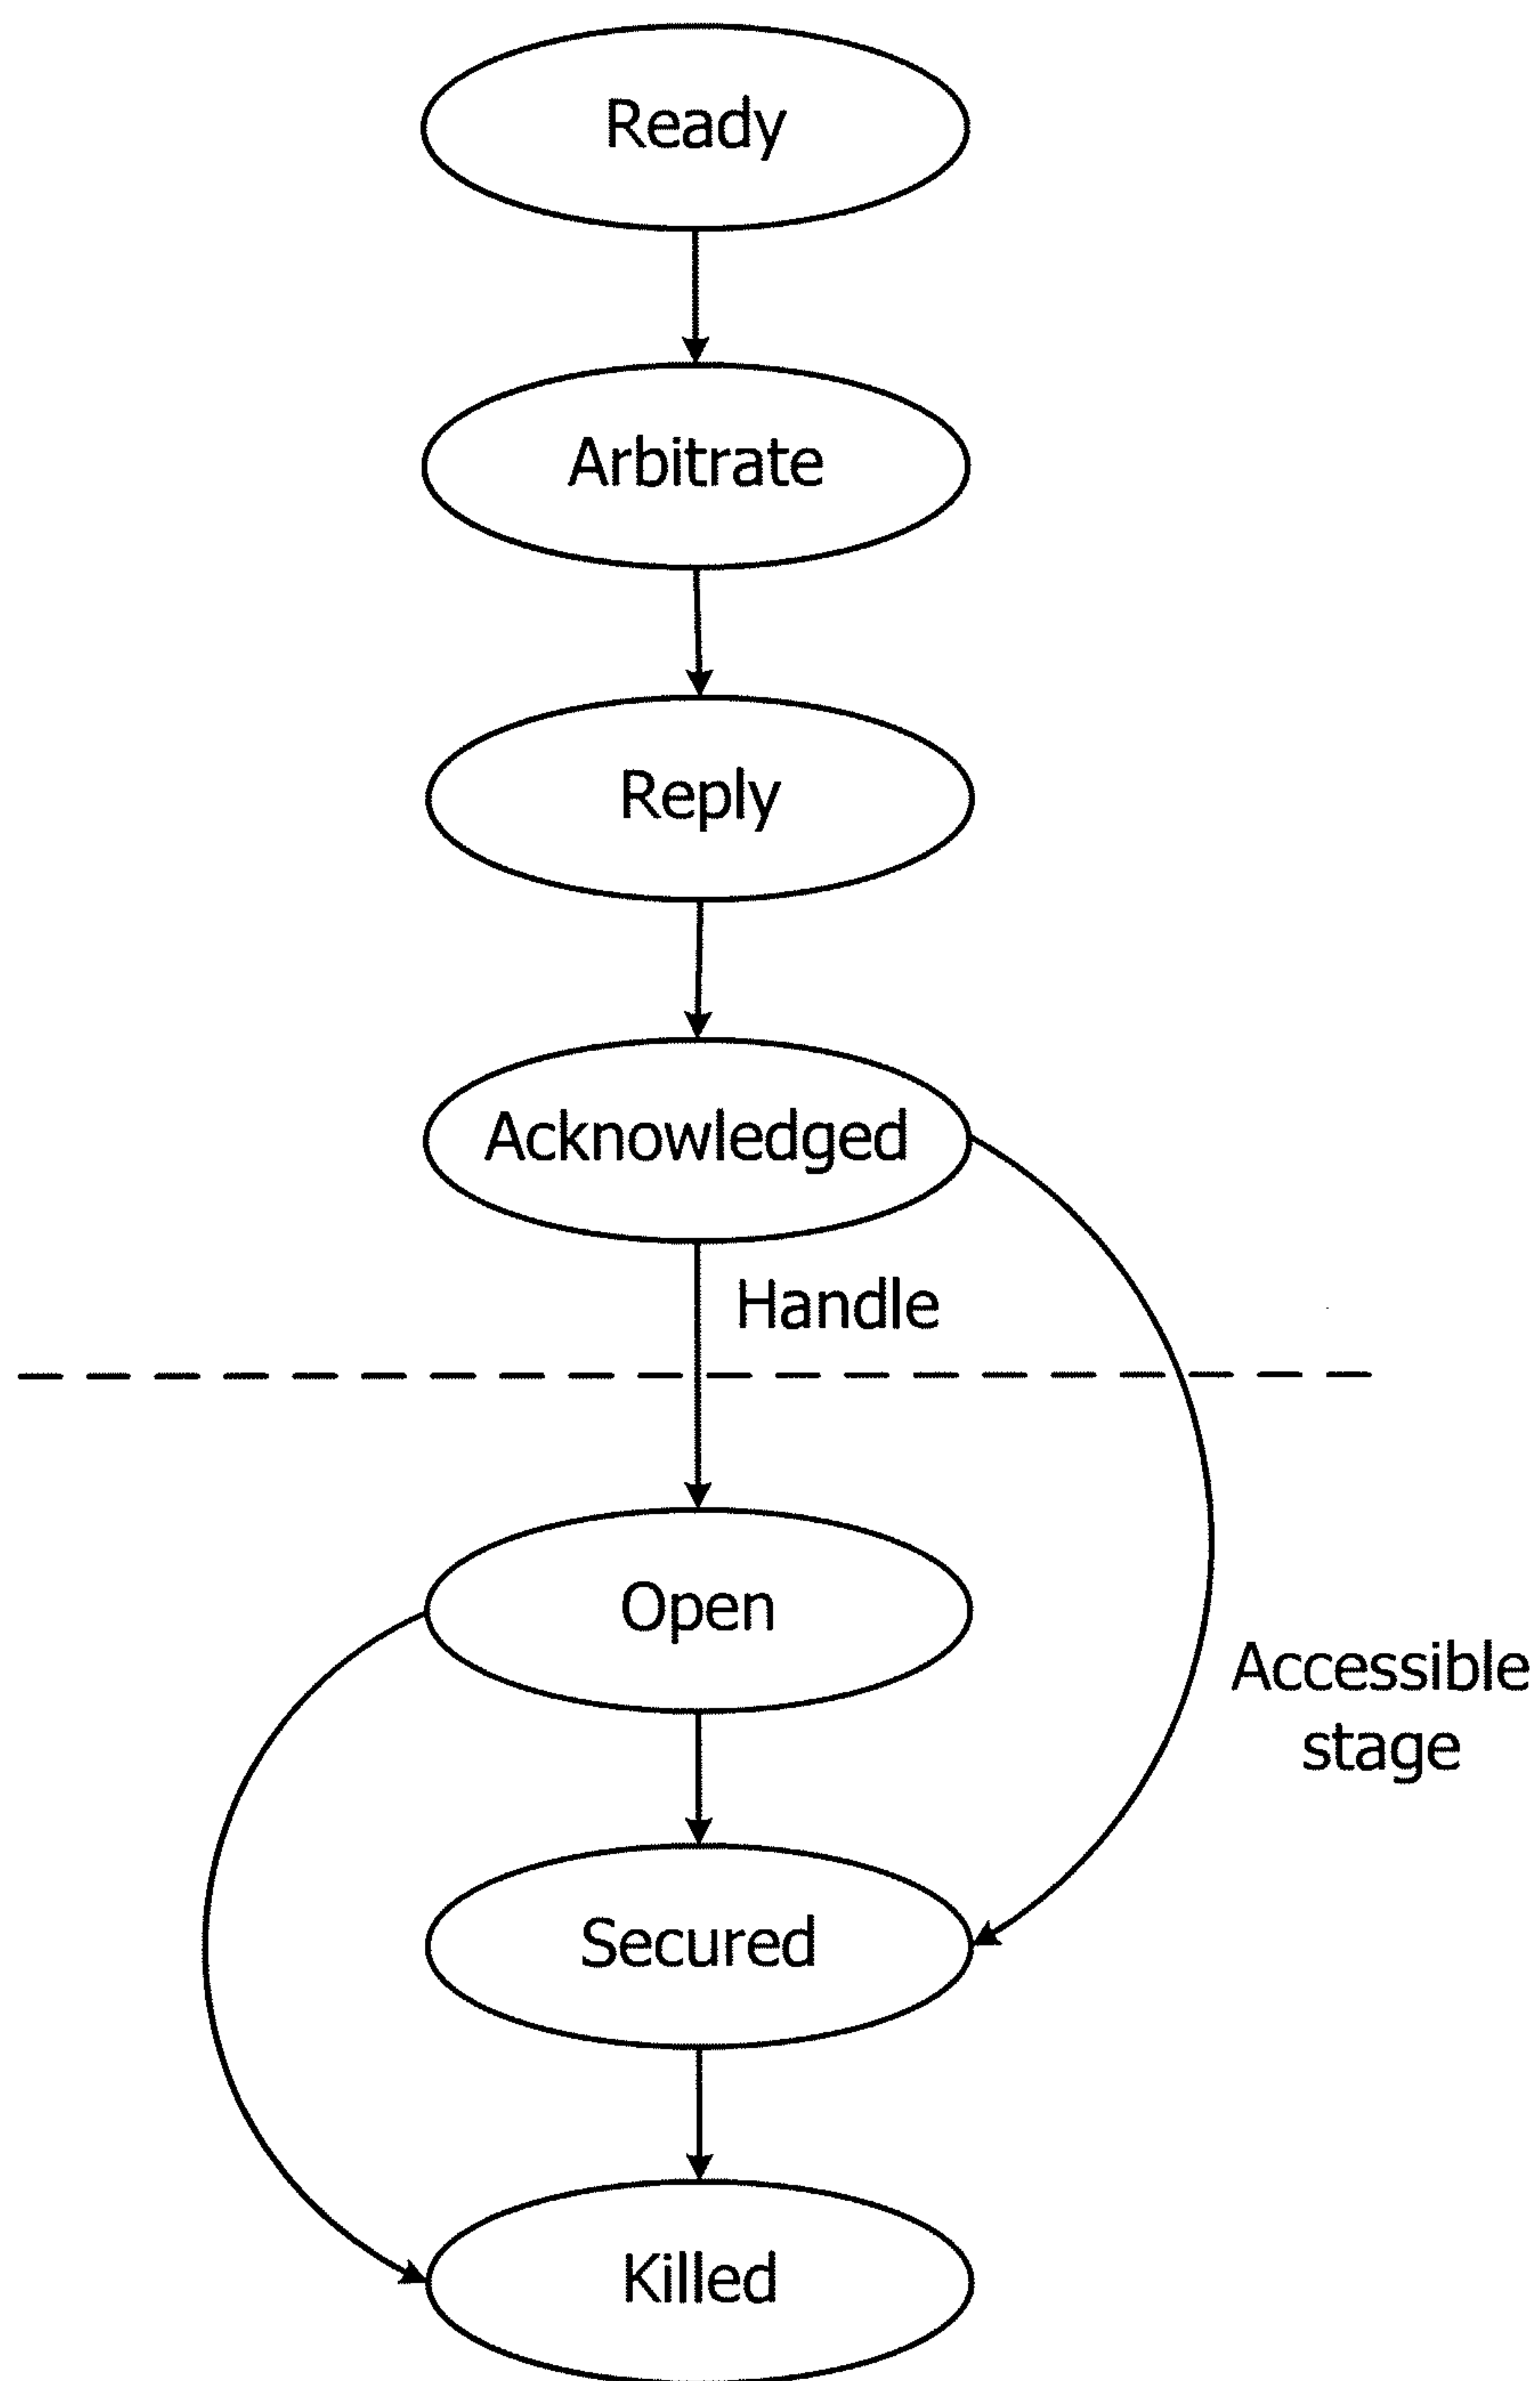 Ready
Arbitrate
Reply
Acknowledged
Handle
Open
Accessible
stage
Secured
Killed